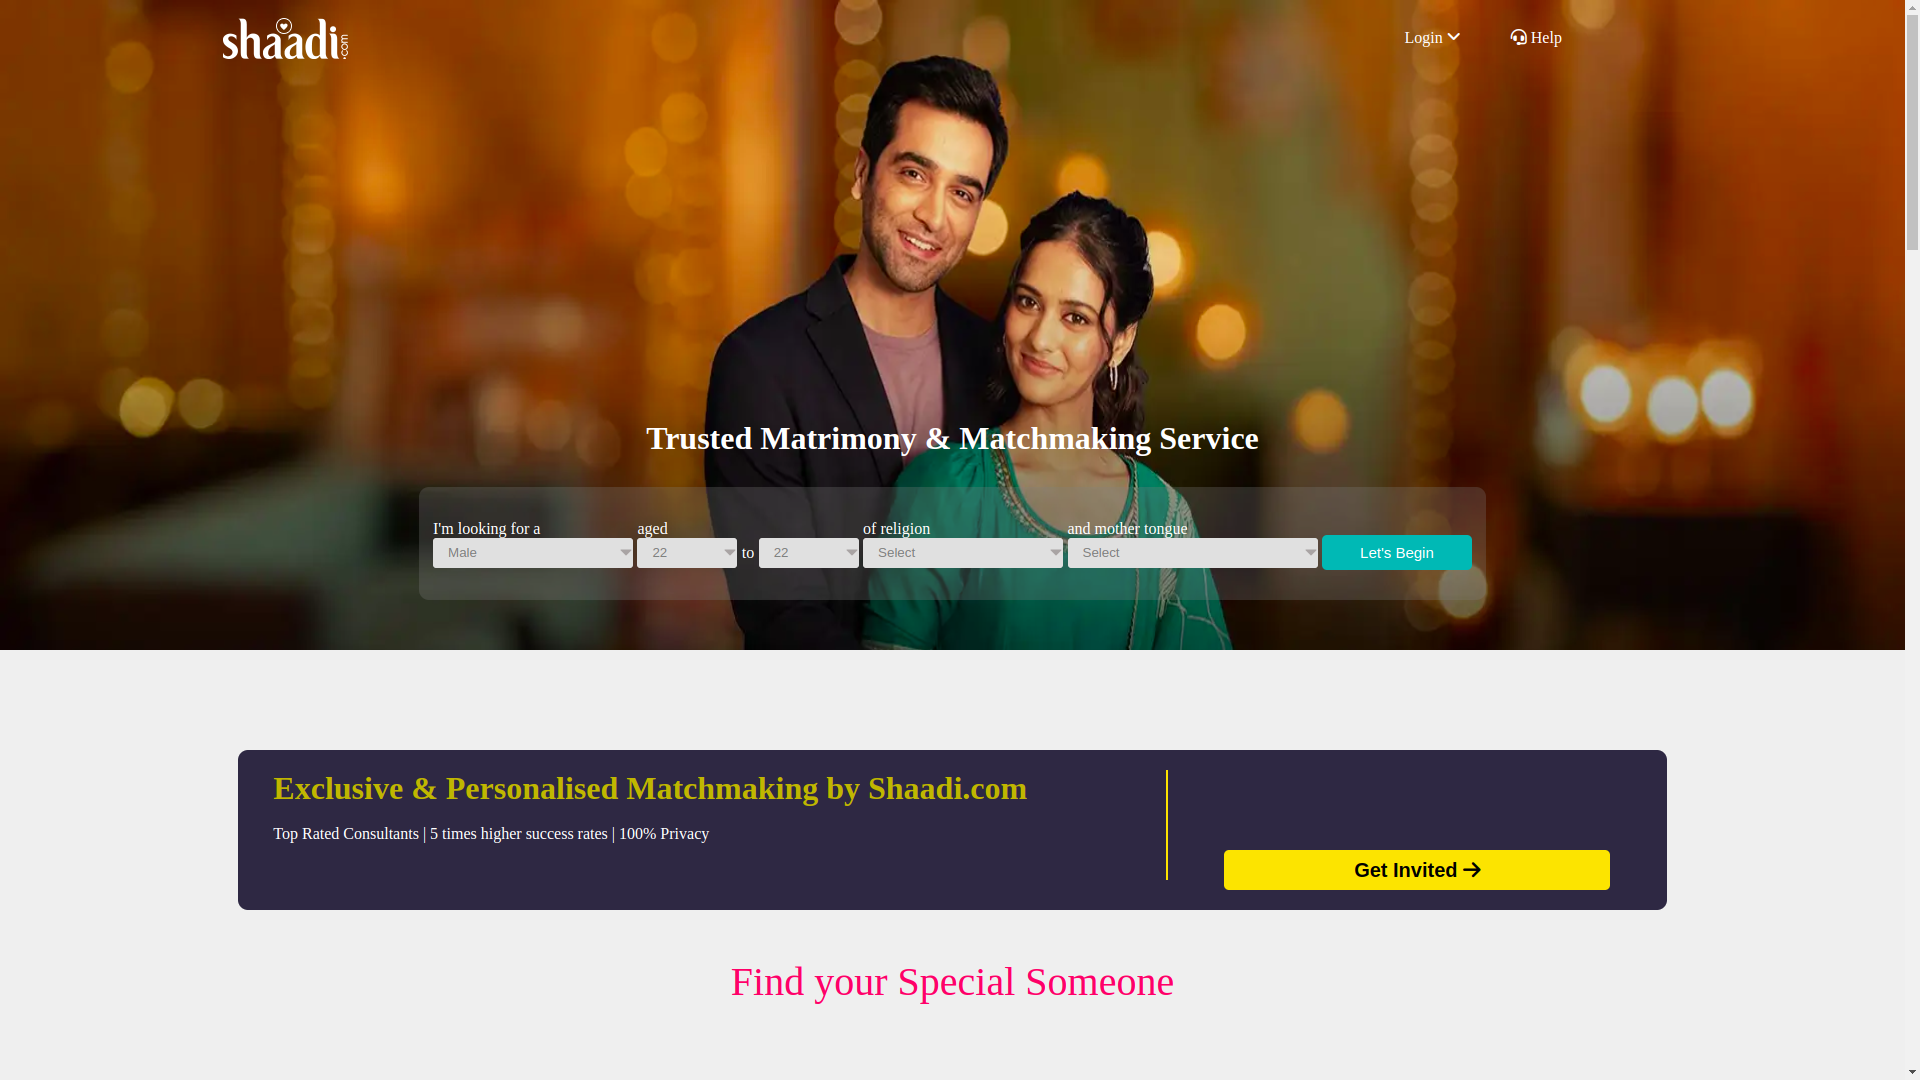 shaadi.com
Login
Help
Trusted Matrimony & Matchmaking Service
I'm looking for a
aged
of religion
and mother tongue
Male
22
to
22
Select
Select
Let's Begin
Exclusive & Personalised Matchmaking by Shaadi.com
Top Rated Consultants | 5 times higher success rates | 100% Privacy
Get Invited
Find your Special Someone